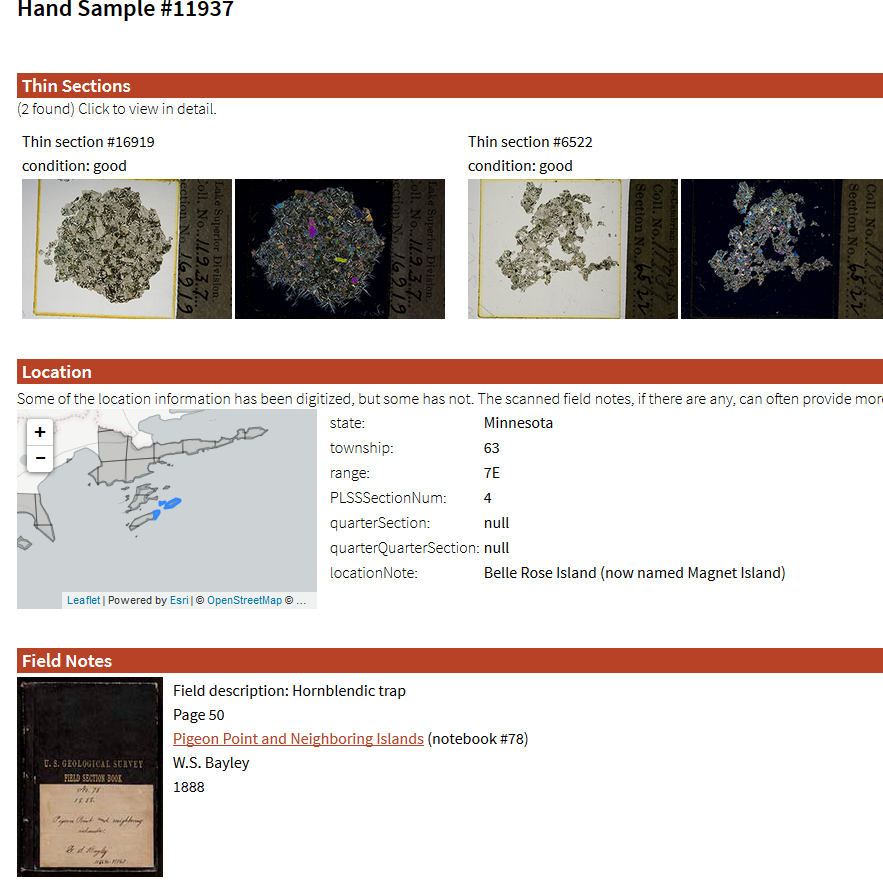 Hand Sample #11937
Thin Sections
(2 found) Click to view in detail.
Thin section #16919
condition: good
Lake Superior Division
Coll. No. 11937
Section No. 16919
Thin section #6522
condition: good
Coll. No.
Section No. 6522
Location
Some of the location information has been digitized, but some has not. The scanned field notes, if there are any, can often provide more
+
−
state: Minnesota
township: 63
range: 7E
PLSSSectionNum: 4
quarterSection: null
quarterQuarterSection: null
locationNote: Belle Rose Island (now named Magnet Island)
Leaflet | Powered by Esri | © OpenStreetMap © ...
Field Notes
U. S. GEOLOGICAL SURVEY
FIELD SECTION BOOK
No. 78
1888.
Pigeon Point and neighboring
islands.
Field description: Hornblendic trap
Page 50
Pigeon Point and Neighboring Islands (notebook #78)
W.S. Bayley
1888